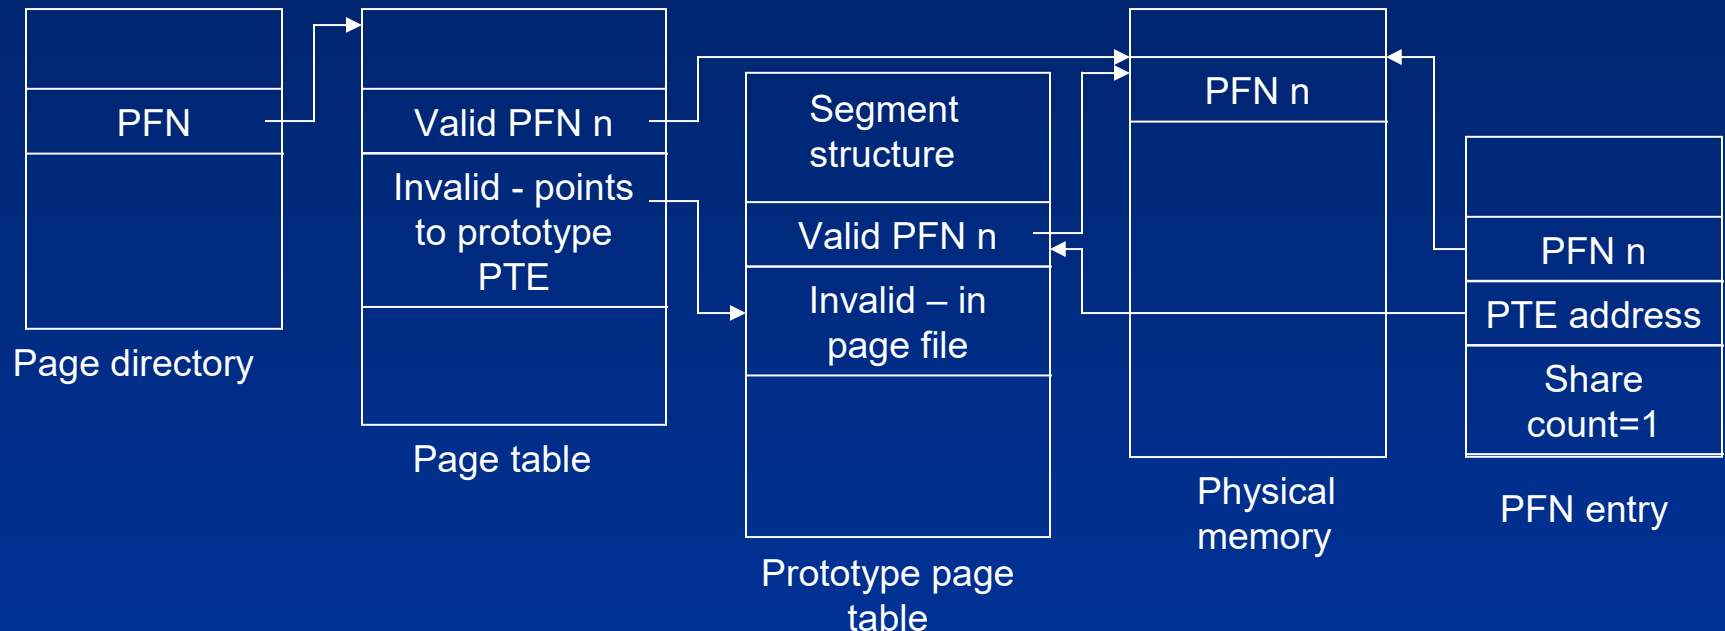 PFN
Page directory
Valid PFN n
Invalid - points
to prototype
PTE
Page table
Segment
structure
Valid PFN n
Invalid – in
page file
Prototype page
table
PFN n
Physical
memory
PFN n
PTE address
Share
count=1
PFN entry